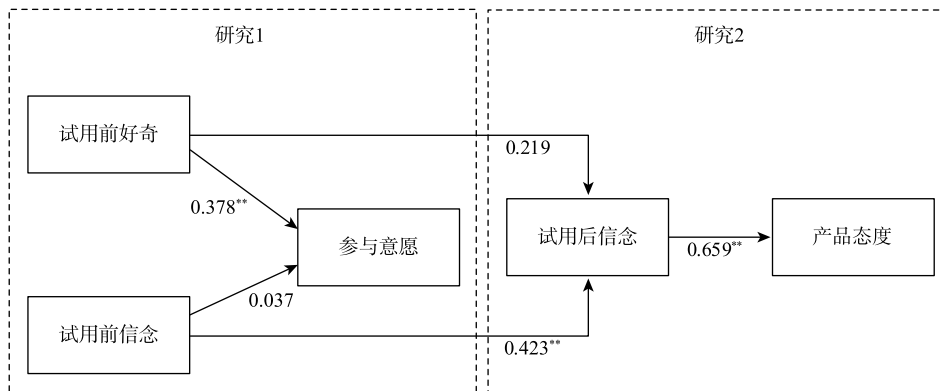 研究1
研究2
试用前好奇
0.219
0.378**
试用后信念
产品态度
参与意愿
0.659**
0.037
试用前信念
0.423**